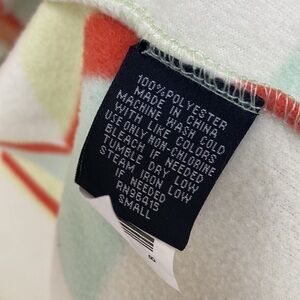 100%POLYESTER
MADE IN CHINA
MACHINE WASH COLD
WITH LIKE COLORS
USE ONLY NON-CHLORINE
BLEACH IF NEEDED
TUMBLE DRY LOW
STEAM IRON LOW
IF NEEDED
RN96415
SMALL